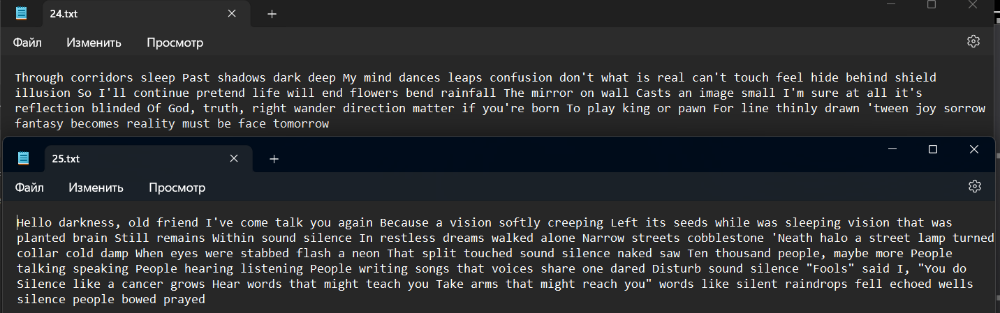 24.txt
Файл Изменить Просмотр
Through corridors sleep Past shadows dark deep My mind dances leaps confusion don't what is real can't touch feel hide behind shield
illusion So I'll continue pretend life will end flowers bend rainfall The mirror on wall Casts an image small I'm sure at all it's
reflection blinded Of God, truth, right wander direction matter if you're born To play king or pawn For line thinly drawn 'tween joy sorrow
fantasy becomes reality must be face tomorrow
25.txt
Файл Изменить Просмотр
Hello darkness, old friend I've come talk you again Because a vision softly creeping Left its seeds while was sleeping vision that was
planted brain Still remains Within sound silence In restless dreams walked alone Narrow streets cobblestone 'Neath halo a street lamp turned
collar cold damp When eyes were stabbed flash a neon That split touched sound silence naked saw Ten thousand people, maybe more People
talking speaking People hearing listening People writing songs that voices share one dared Disturb sound silence "Fools" said I, "You do
Silence like a cancer grows Hear words that might teach you Take arms that might reach you" words like silent raindrops fell echoed wells
silence people bowed prayed